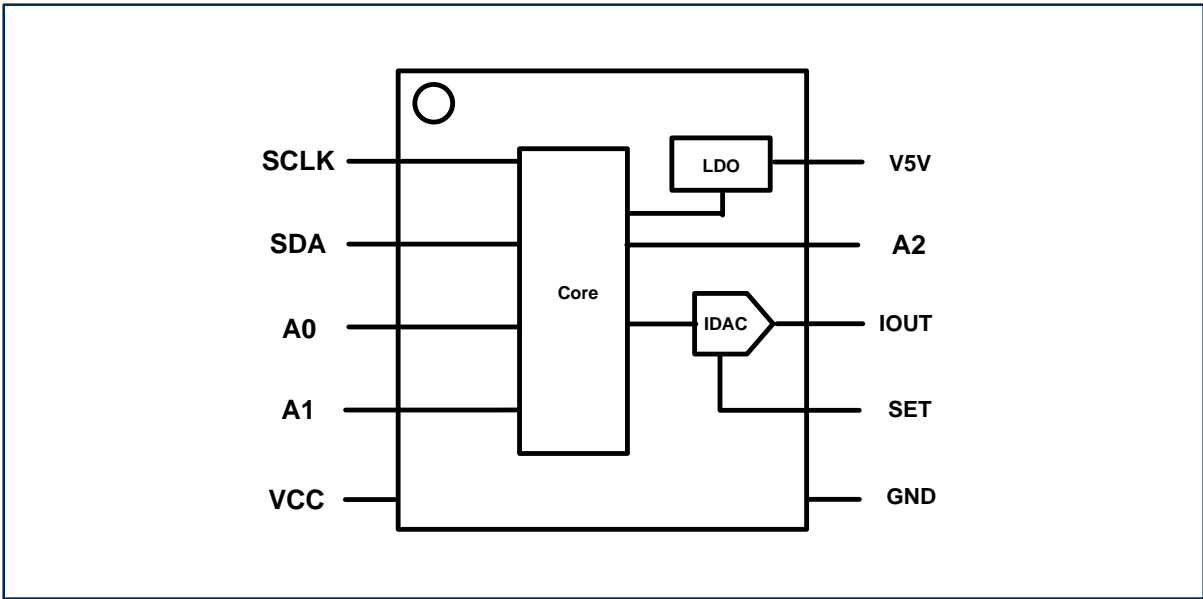 SCLK
SDA
A0
A1
VCC
Core
LDO
IDAC
V5V
A2
IOUT
SET
GND